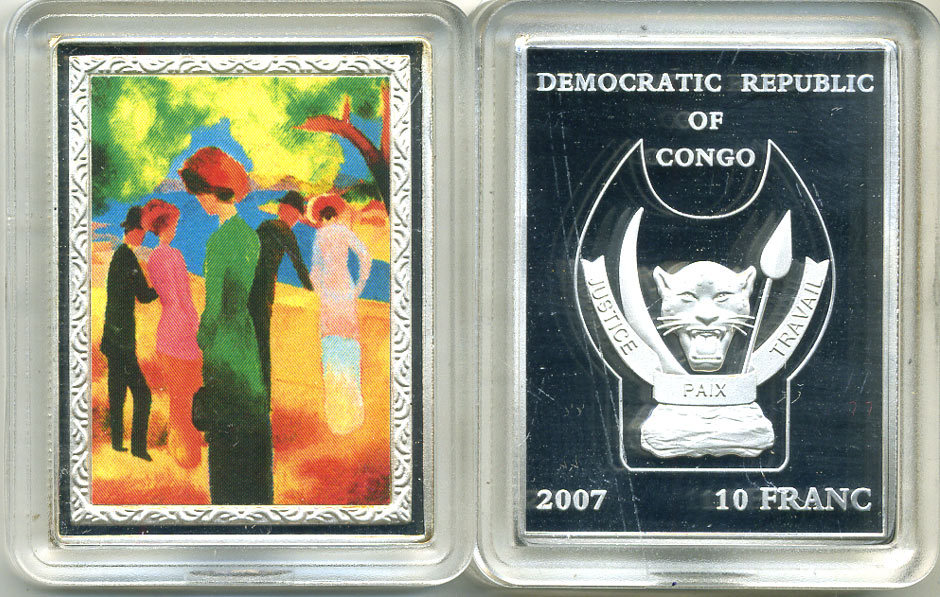 DEMOCRATIC REPUBLIC
OF
CONGO
JUSTICE
PAIX
TRAVAIL
2007 10 FRANC